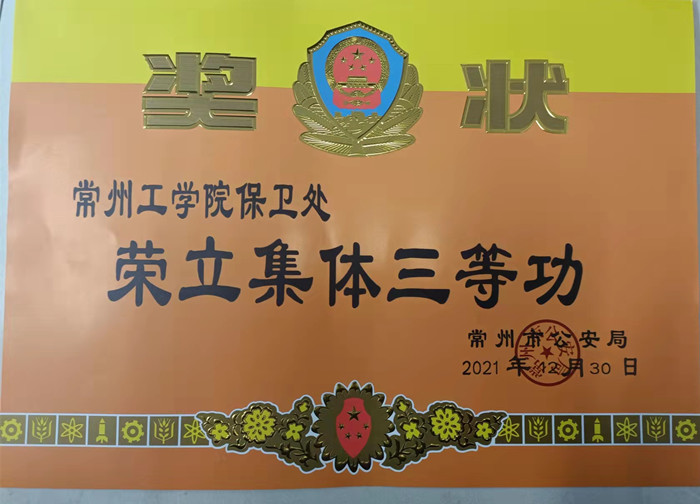 奖状
常州工学院保卫处
荣立集体三等功
常州市公安局
2021年12月30日